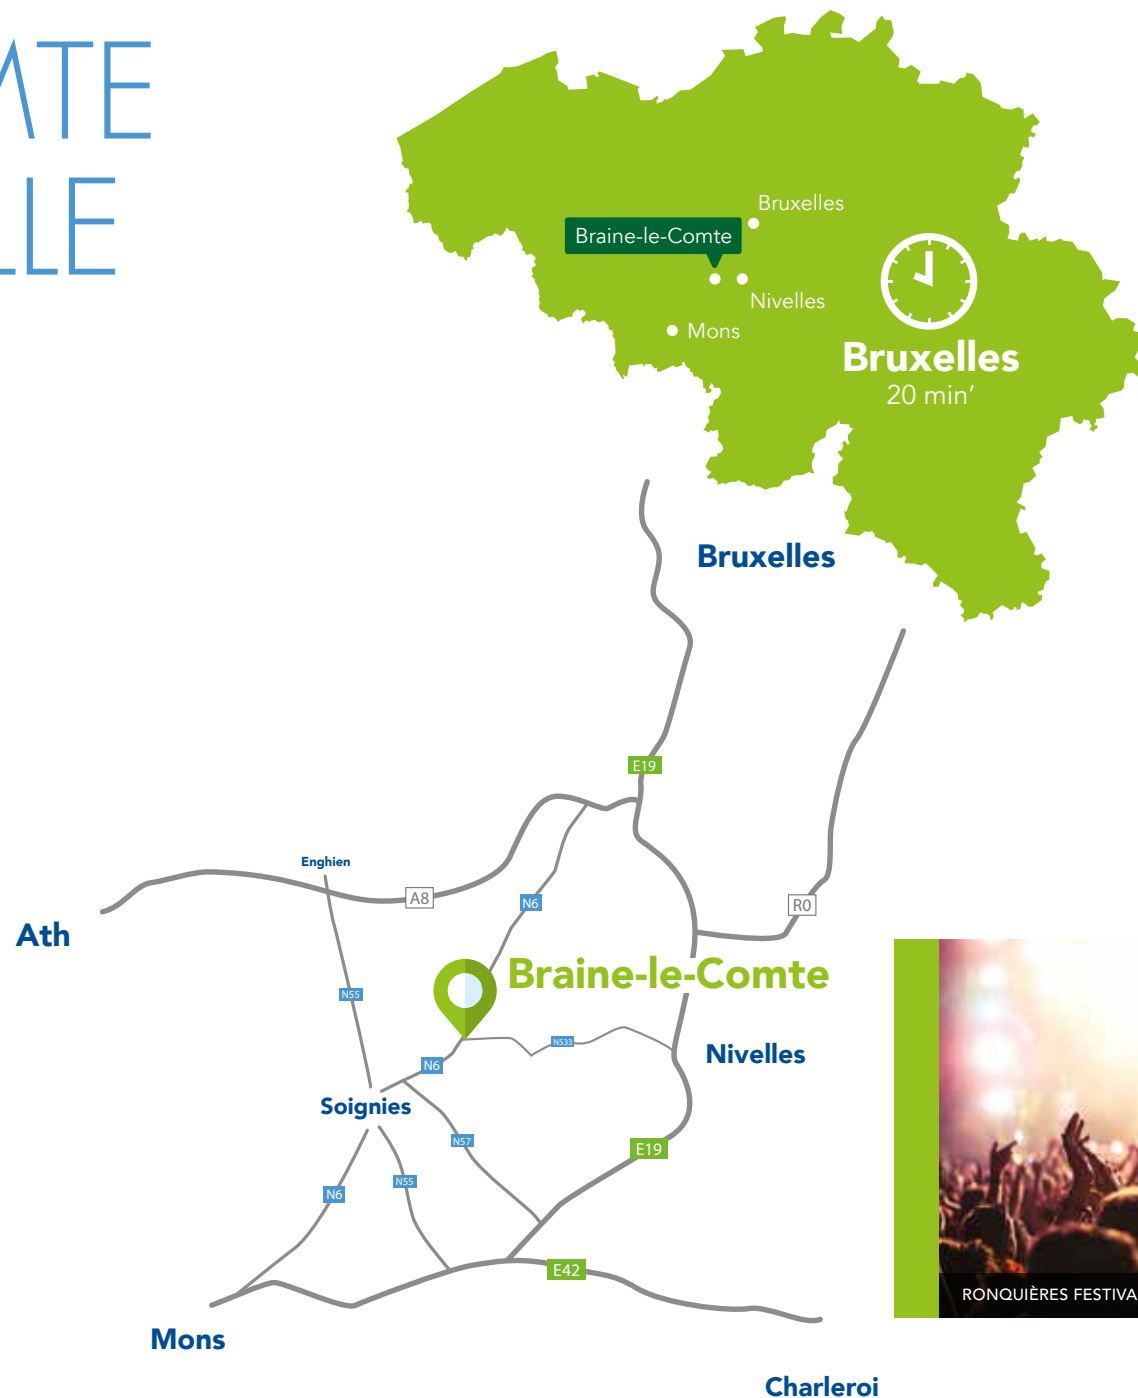 MTE
LLE
Bruxelles
Braine-le-Comte
Nivelles
Mons
Bruxelles
20 min’
Bruxelles
E19
Enghien
A8
N6
R0
Ath
Braine-le-Comte
N55
N533
Nivelles
N6
Soignies
N57
E19
N55
N6
E42
RONQUIÈRES FESTIVA
Mons
Charleroi